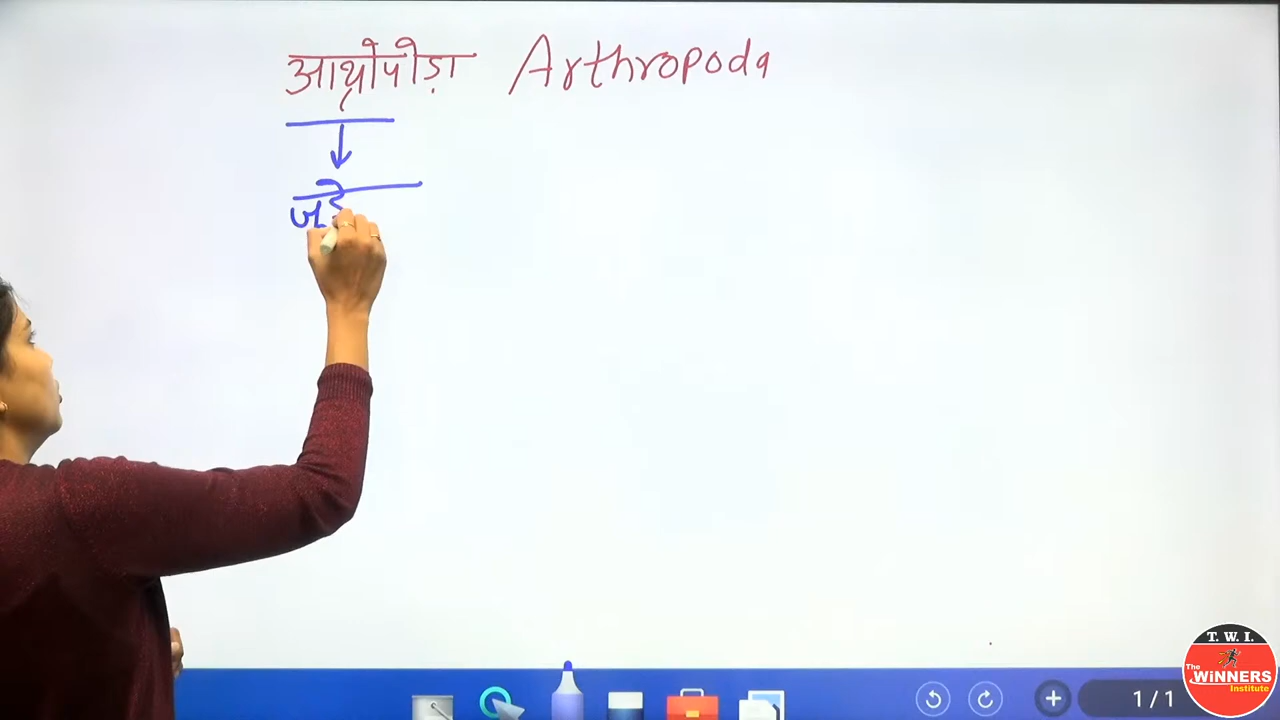 आर्थ्रोपोड़ा Arthropoda
1/1
T. W. I.
The
WiNNERS
Institute